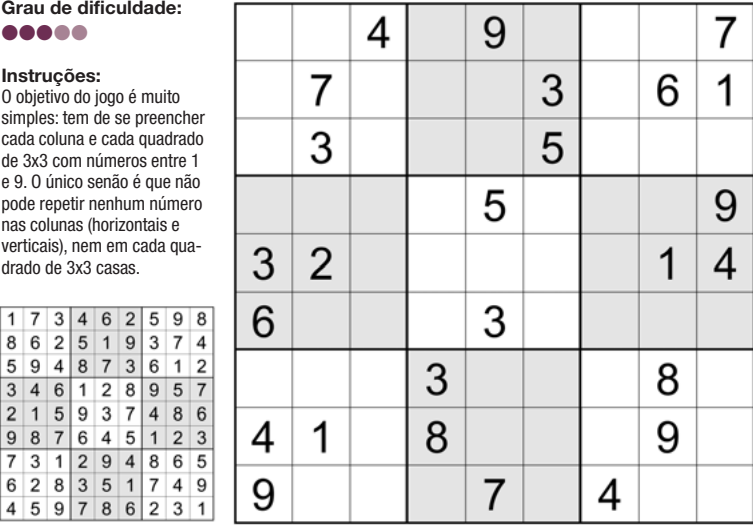 Grau de dificuldade:
Instruções:
O objetivo do jogo é muito
simples: tem de se preencher
cada coluna e cada quadrado
de 3x3 com números entre 1
e 9. O único senão é que não
pode repetir nenhum número
nas colunas (horizontais e
verticais), nem em cada qua-
drado de 3x3 casas.
1 7 3 4 6 2 5 9 8
8 6 2 5 1 9 3 7 4
5 9 4 8 7 3 6 1 2
3 4 6 1 2 8 9 5 7
2 1 5 9 3 7 4 8 6
9 8 7 6 4 5 1 2 3
7 3 1 2 9 4 8 6 5
6 2 8 3 5 1 7 4 9
4 5 9 7 8 6 2 3 1
4 9 7
7 3 6 1
3 5
5 9
3 2 1 4
6 3
3 8
4 1 8 9
9 7 4